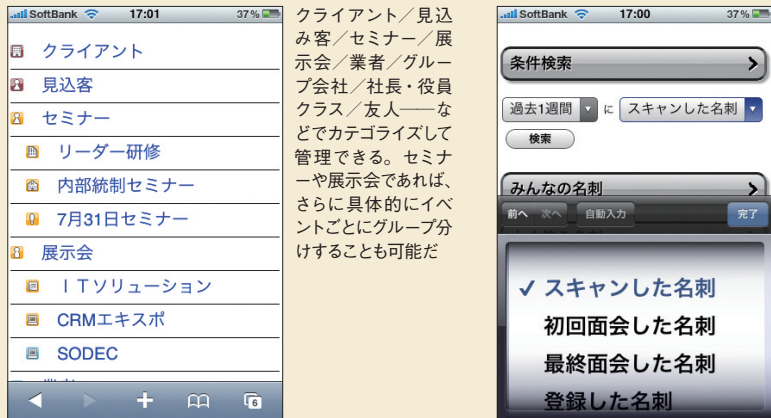 SoftBank 17:01 37%
クライアント
見込客
セミナー
リーダー研修
内部統制セミナー
7月31日セミナー
展示会
ＩＴソリューション
CRMエキスポ
SODEC
6
クライアント／見込
み客／セミナー／展
示会／業者／グルー
プ会社／社長・役員
クラス／友人――な
どでカテゴライズして
管理できる。セミナ
ーや展示会であれば、
さらに具体的にイベ
ントごとにグループ分
けすることも可能だ
SoftBank 17:00 37%
条件検索
過去1週間 に スキャンした名刺
検索
みんなの名刺
前へ 次へ 自動入力 完了
✓ スキャンした名刺
初回面会した名刺
最終面会した名刺
登録した名刺